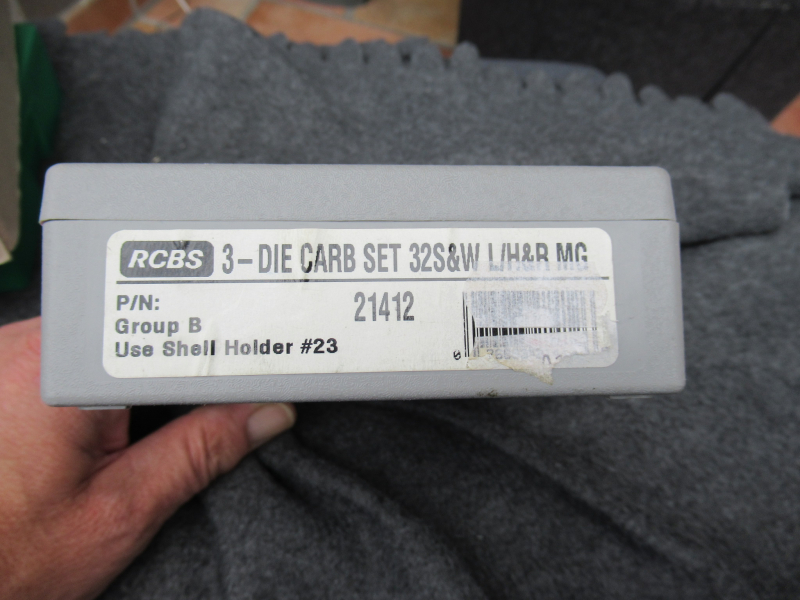 RCBS 3-DIE CARB SET 32S&W L/H&R MG
P/N: 21412
Group B
Use Shell Holder #23